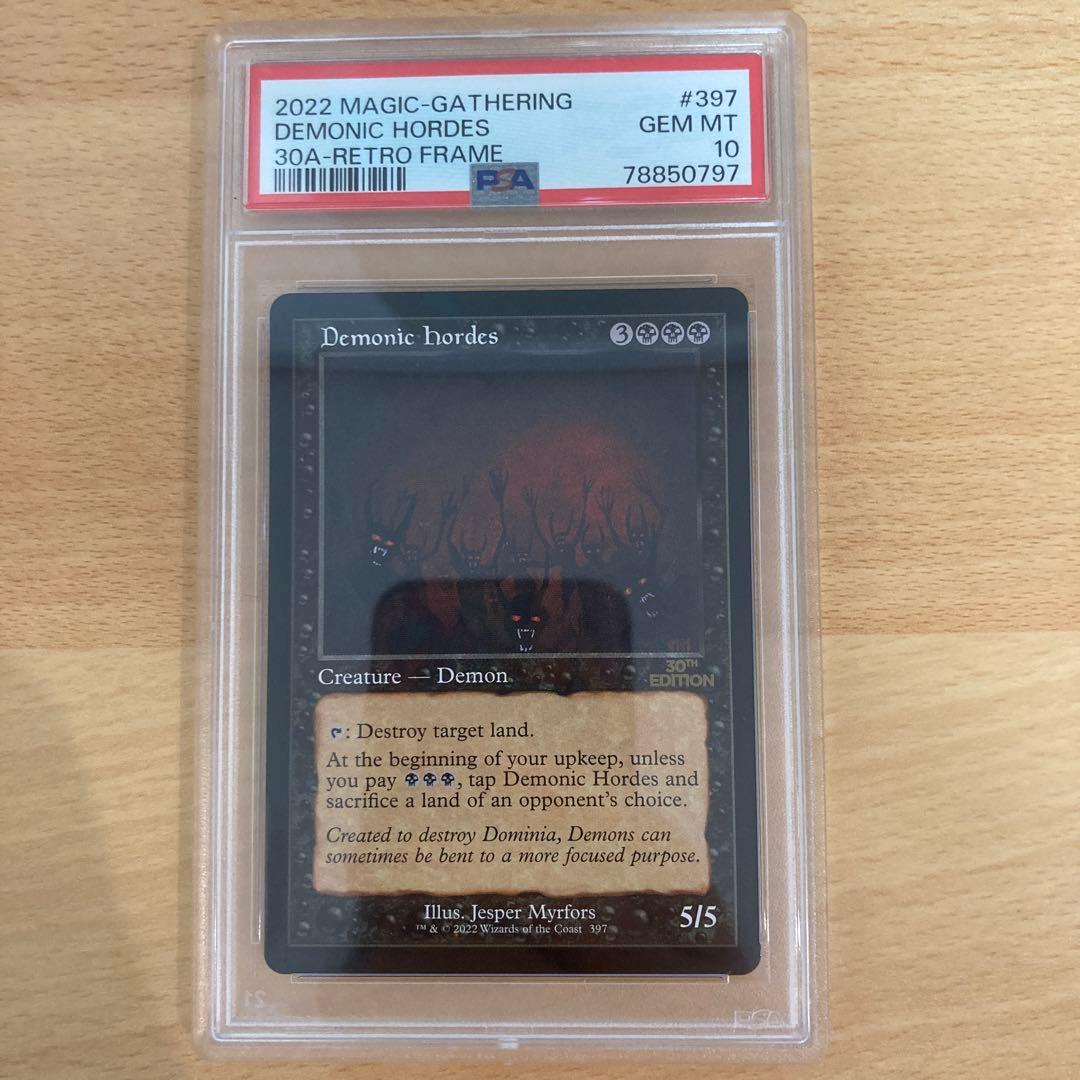 2022 MAGIC-GATHERING #397
DEMONIC HORDES GEM MT
30A-RETRO FRAME 10
PSA 78850797
Demonic Hordes 3
30TH
EDITION
Creature — Demon
: Destroy target land.
At the beginning of your upkeep, unless
you pay , tap Demonic Hordes and
sacrifice a land of an opponent's choice.
Created to destroy Dominia, Demons can
sometimes be bent to a more focused purpose.
Illus. Jesper Myrfors
™ & © 2022 Wizards of the Coast 397
5/5
PSA